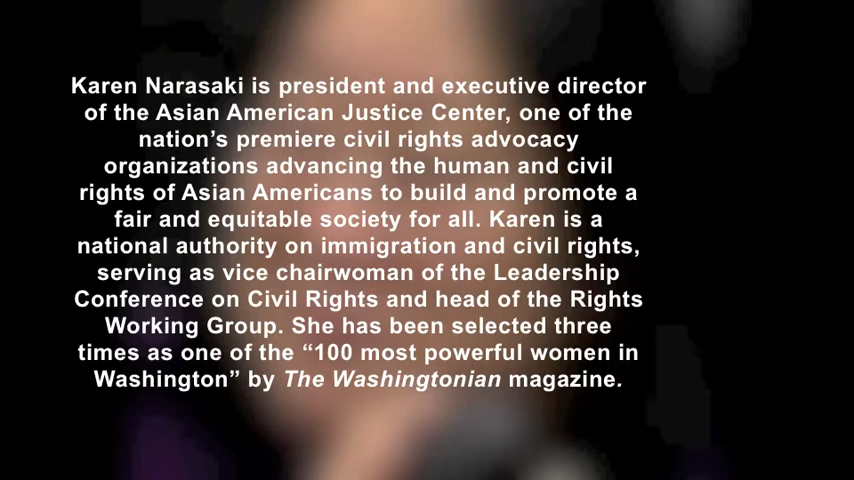 Karen Narasaki is president and executive director
of the Asian American Justice Center, one of the
nation’s premiere civil rights advocacy
organizations advancing the human and civil
rights of Asian Americans to build and promote a
fair and equitable society for all. Karen is a
national authority on immigration and civil rights,
serving as vice chairwoman of the Leadership
Conference on Civil Rights and head of the Rights
Working Group. She has been selected three
times as one of the “100 most powerful women in
Washington” by The Washingtonian magazine.